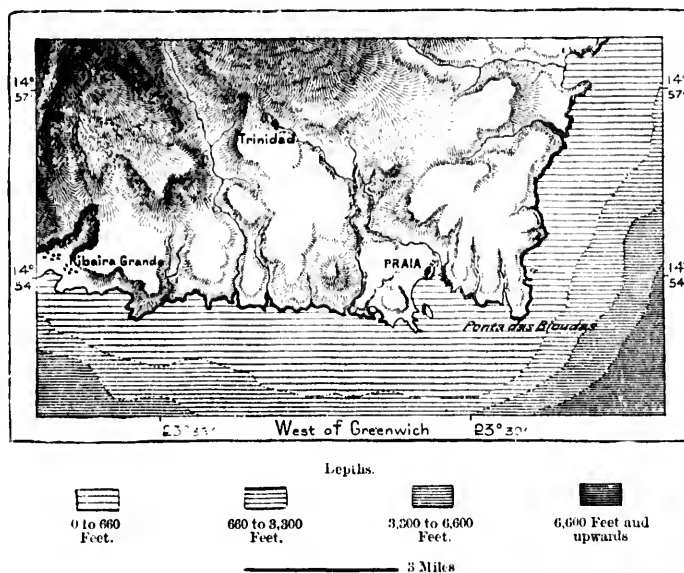 14° 14°
57' 57'
Trinidad
Ribeira Grande
PRAIA
14° 14°
54' 54'
Ponta das Bioudas
West of Greenwich 23°30'
Depths.
0 to 660 Feet.
660 to 3,300 Feet.
3,300 to 6,600 Feet.
6,600 Feet and upwards
3 Miles